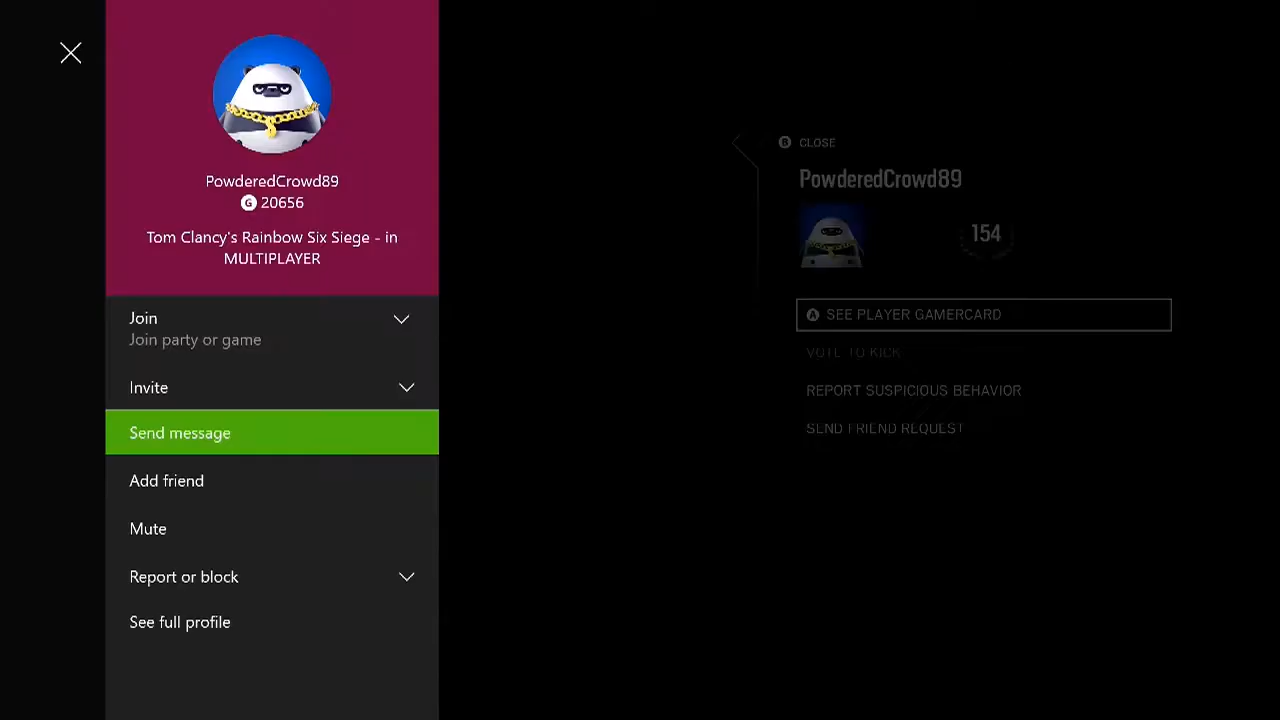 PowderedCrowd89
G 20656
Tom Clancy's Rainbow Six Siege - in
MULTIPLAYER
Join
Join party or game
Invite
Send message
Add friend
Mute
Report or block
See full profile
B CLOSE
PowderedCrowd89
154
A SEE PLAYER GAMERCARD
VOTE TO KICK
REPORT SUSPICIOUS BEHAVIOR
SEND FRIEND REQUEST